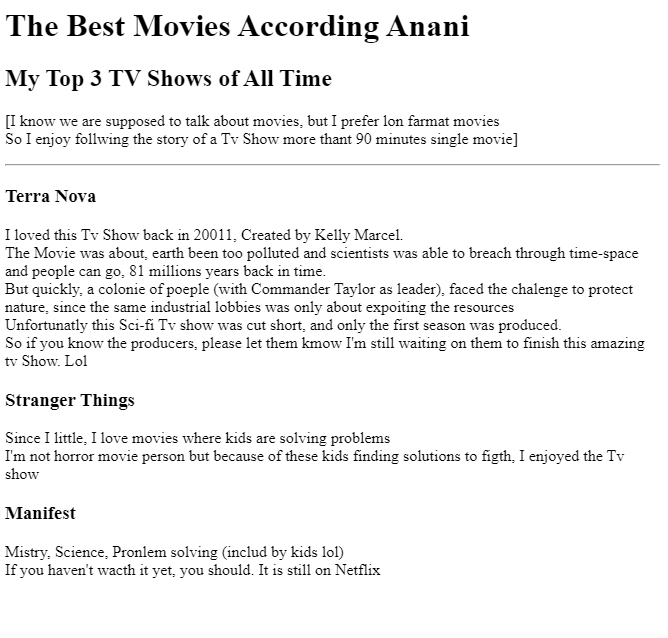 The Best Movies According Anani
My Top 3 TV Shows of All Time
[I know we are supposed to talk about movies, but I prefer lon farmat movies
So I enjoy follwing the story of a Tv Show more thant 90 minutes single movie]
Terra Nova
I loved this Tv Show back in 20011, Created by Kelly Marcel.
The Movie was about, earth been too polluted and scientists was able to breach through time-space
and people can go, 81 millions years back in time.
But quickly, a colonie of poeple (with Commander Taylor as leader), faced the chalenge to protect
nature, since the same industrial lobbies was only about expoiting the resources
Unfortunatly this Sci-fi Tv show was cut short, and only the first season was produced.
So if you know the producers, please let them kmow I'm still waiting on them to finish this amazing
tv Show. Lol
Stranger Things
Since I little, I love movies where kids are solving problems
I'm not horror movie person but because of these kids finding solutions to figth, I enjoyed the Tv
show
Manifest
Mistry, Science, Pronlem solving (includ by kids lol)
If you haven't wacth it yet, you should. It is still on Netflix